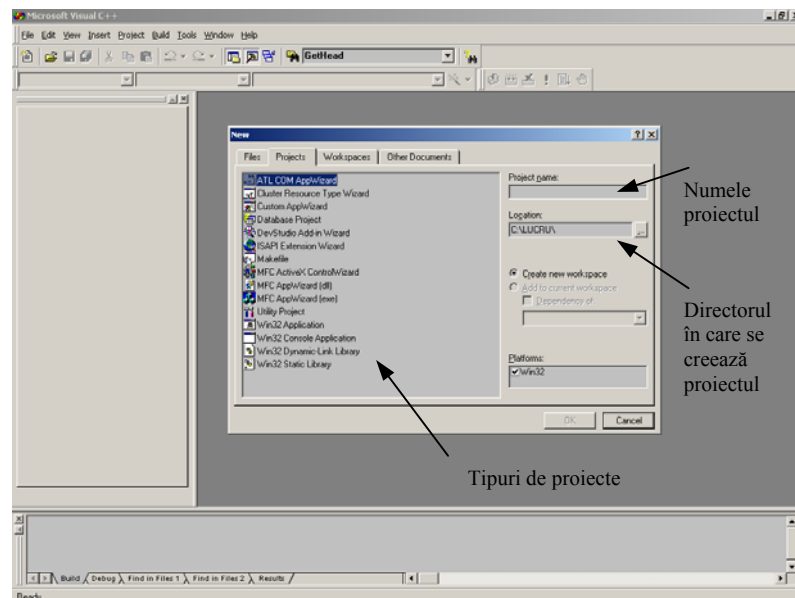 Microsoft Visual C++
File Edit View Insert Project Build Tools Window Help
GetHead
New
Files Projects Workspaces Other Documents
ATL COM AppWizard
Cluster Resource Type Wizard
Custom AppWizard
Database Project
DevStudio Add-in Wizard
ISAPI Extension Wizard
Makefile
MFC ActiveX ControlWizard
MFC AppWizard (dll)
MFC AppWizard (exe)
Utility Project
Win32 Application
Win32 Console Application
Win32 Dynamic-Link Library
Win32 Static Library
Project name:
Location:
C:\LUCRU\
...
Create new workspace
Add to current workspace
Dependency of:
Platforms:
Win32
OK Cancel
Numele
proiectul
Directorul
în care se
creează
proiectul
Tipuri de proiecte
Build Debug Find in Files 1 Find in Files 2 Results
Ready